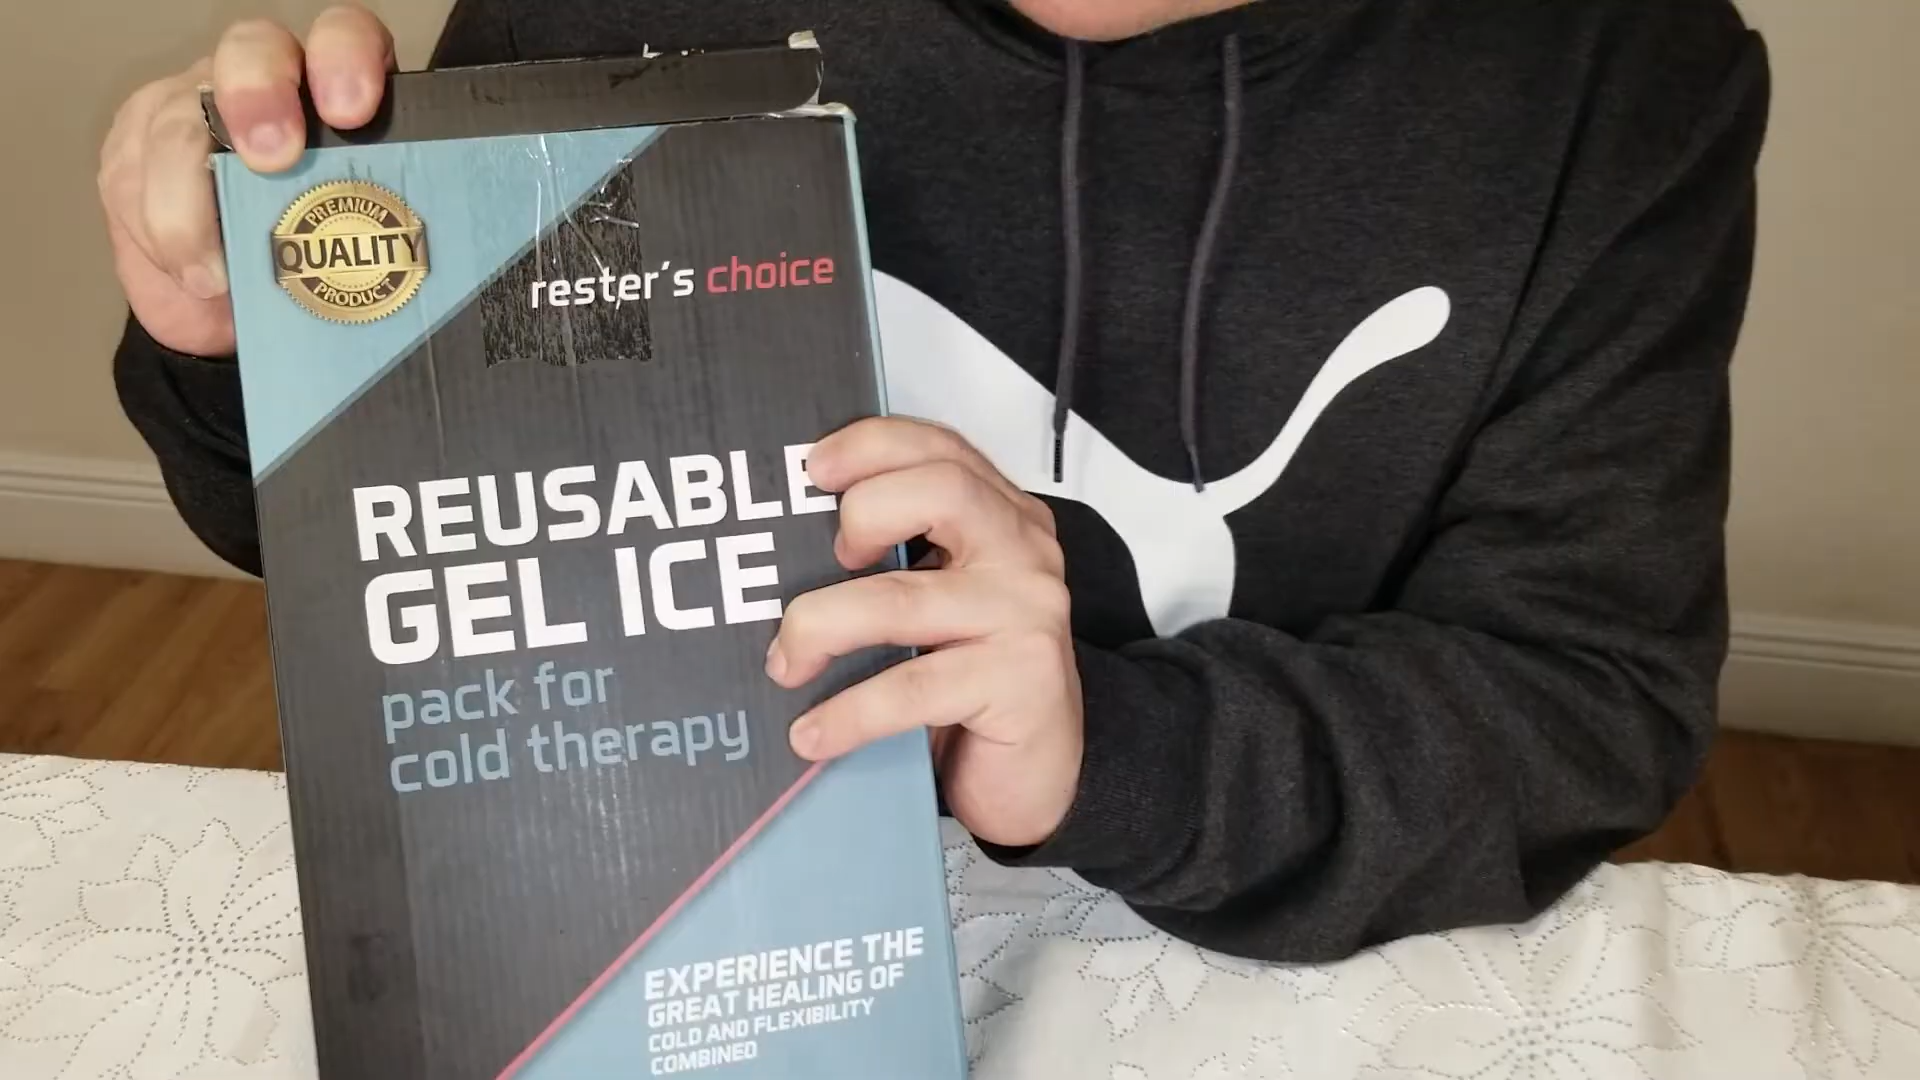 PREMIUM
QUALITY
PRODUCT
rester's choice
REUSABLE
GEL ICE
pack for
cold therapy
EXPERIENCE THE
GREAT HEALING OF
COLD AND FLEXIBILITY
COMBINED